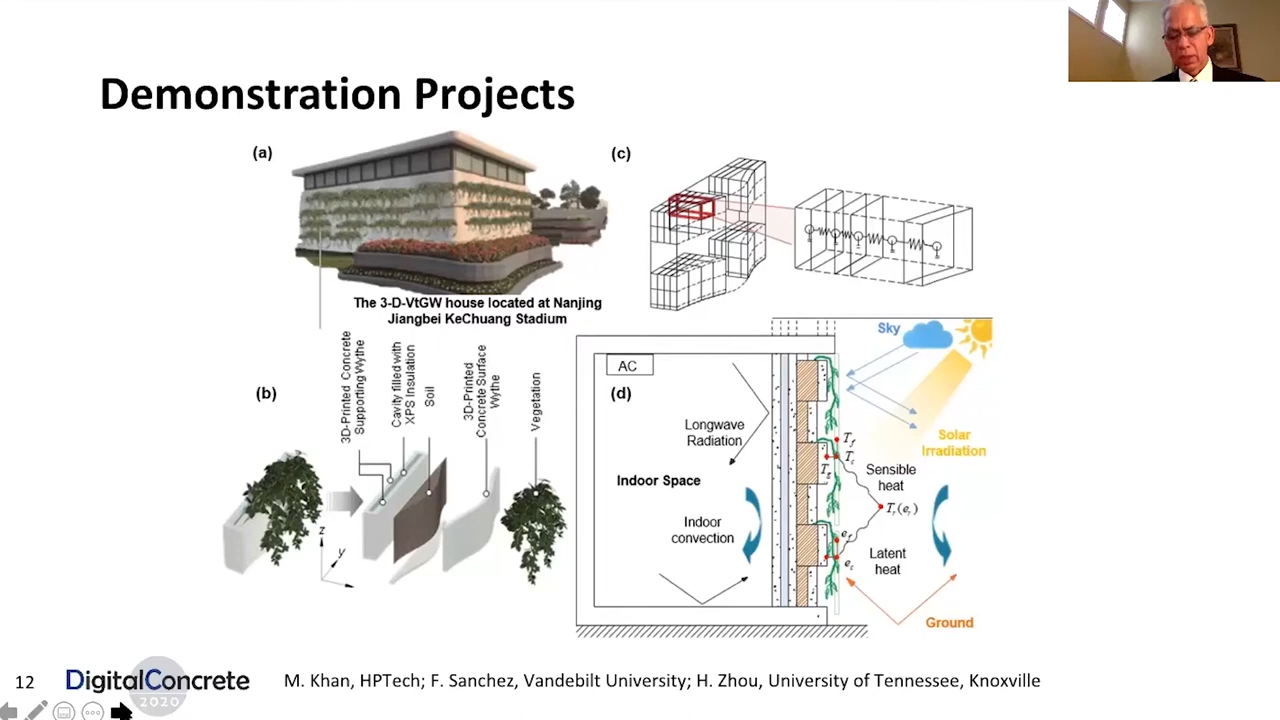 Demonstration Projects
(a)
(c)
The 3-D-VtGW house located at Nanjing
Jiangbei KeChuang Stadium
(b)
3D-Printed Concrete
Supporting Wythe
Cavity filled with
XPS Insulation
Soil
3D-Printed
Concrete Surface
Wythe
Vegetation
z
y
(d)
AC
Sky
Solar
Irradiation
Longwave
Radiation
Indoor Space
Indoor
convection
Sensible
heat
Latent
heat
Ground
12
DigitalConcrete
2020
M. Khan, HPTech; F. Sanchez, Vandebilt University; H. Zhou, University of Tennessee, Knoxville